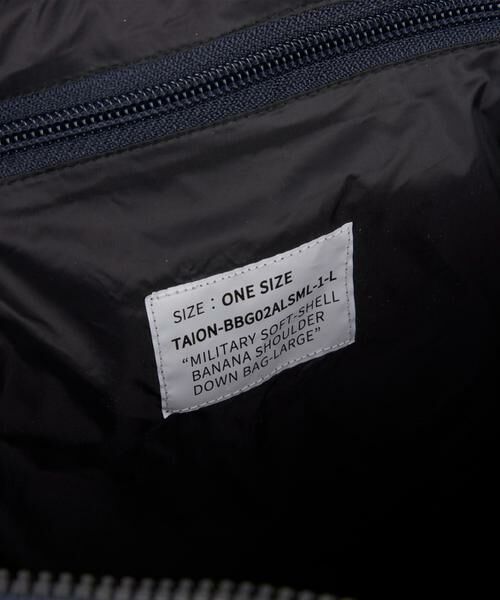 SIZE : ONE SIZE
TAION-BBG02ALSML-1-L
“MILITARY SOFT-SHELL
BANANA SHOULDER
DOWN BAG-LARGE”